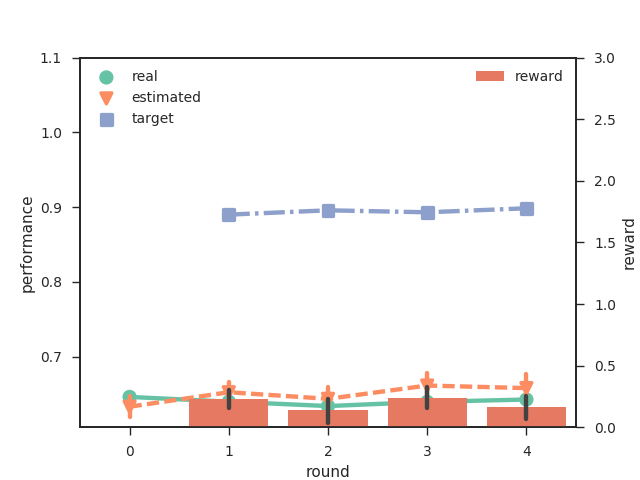 1.1
1.0
0.9
0.8
0.7
performance
real
estimated
target
reward
3.0
2.5
2.0
1.5
1.0
0.5
0.0
reward
0 1 2 3 4
round